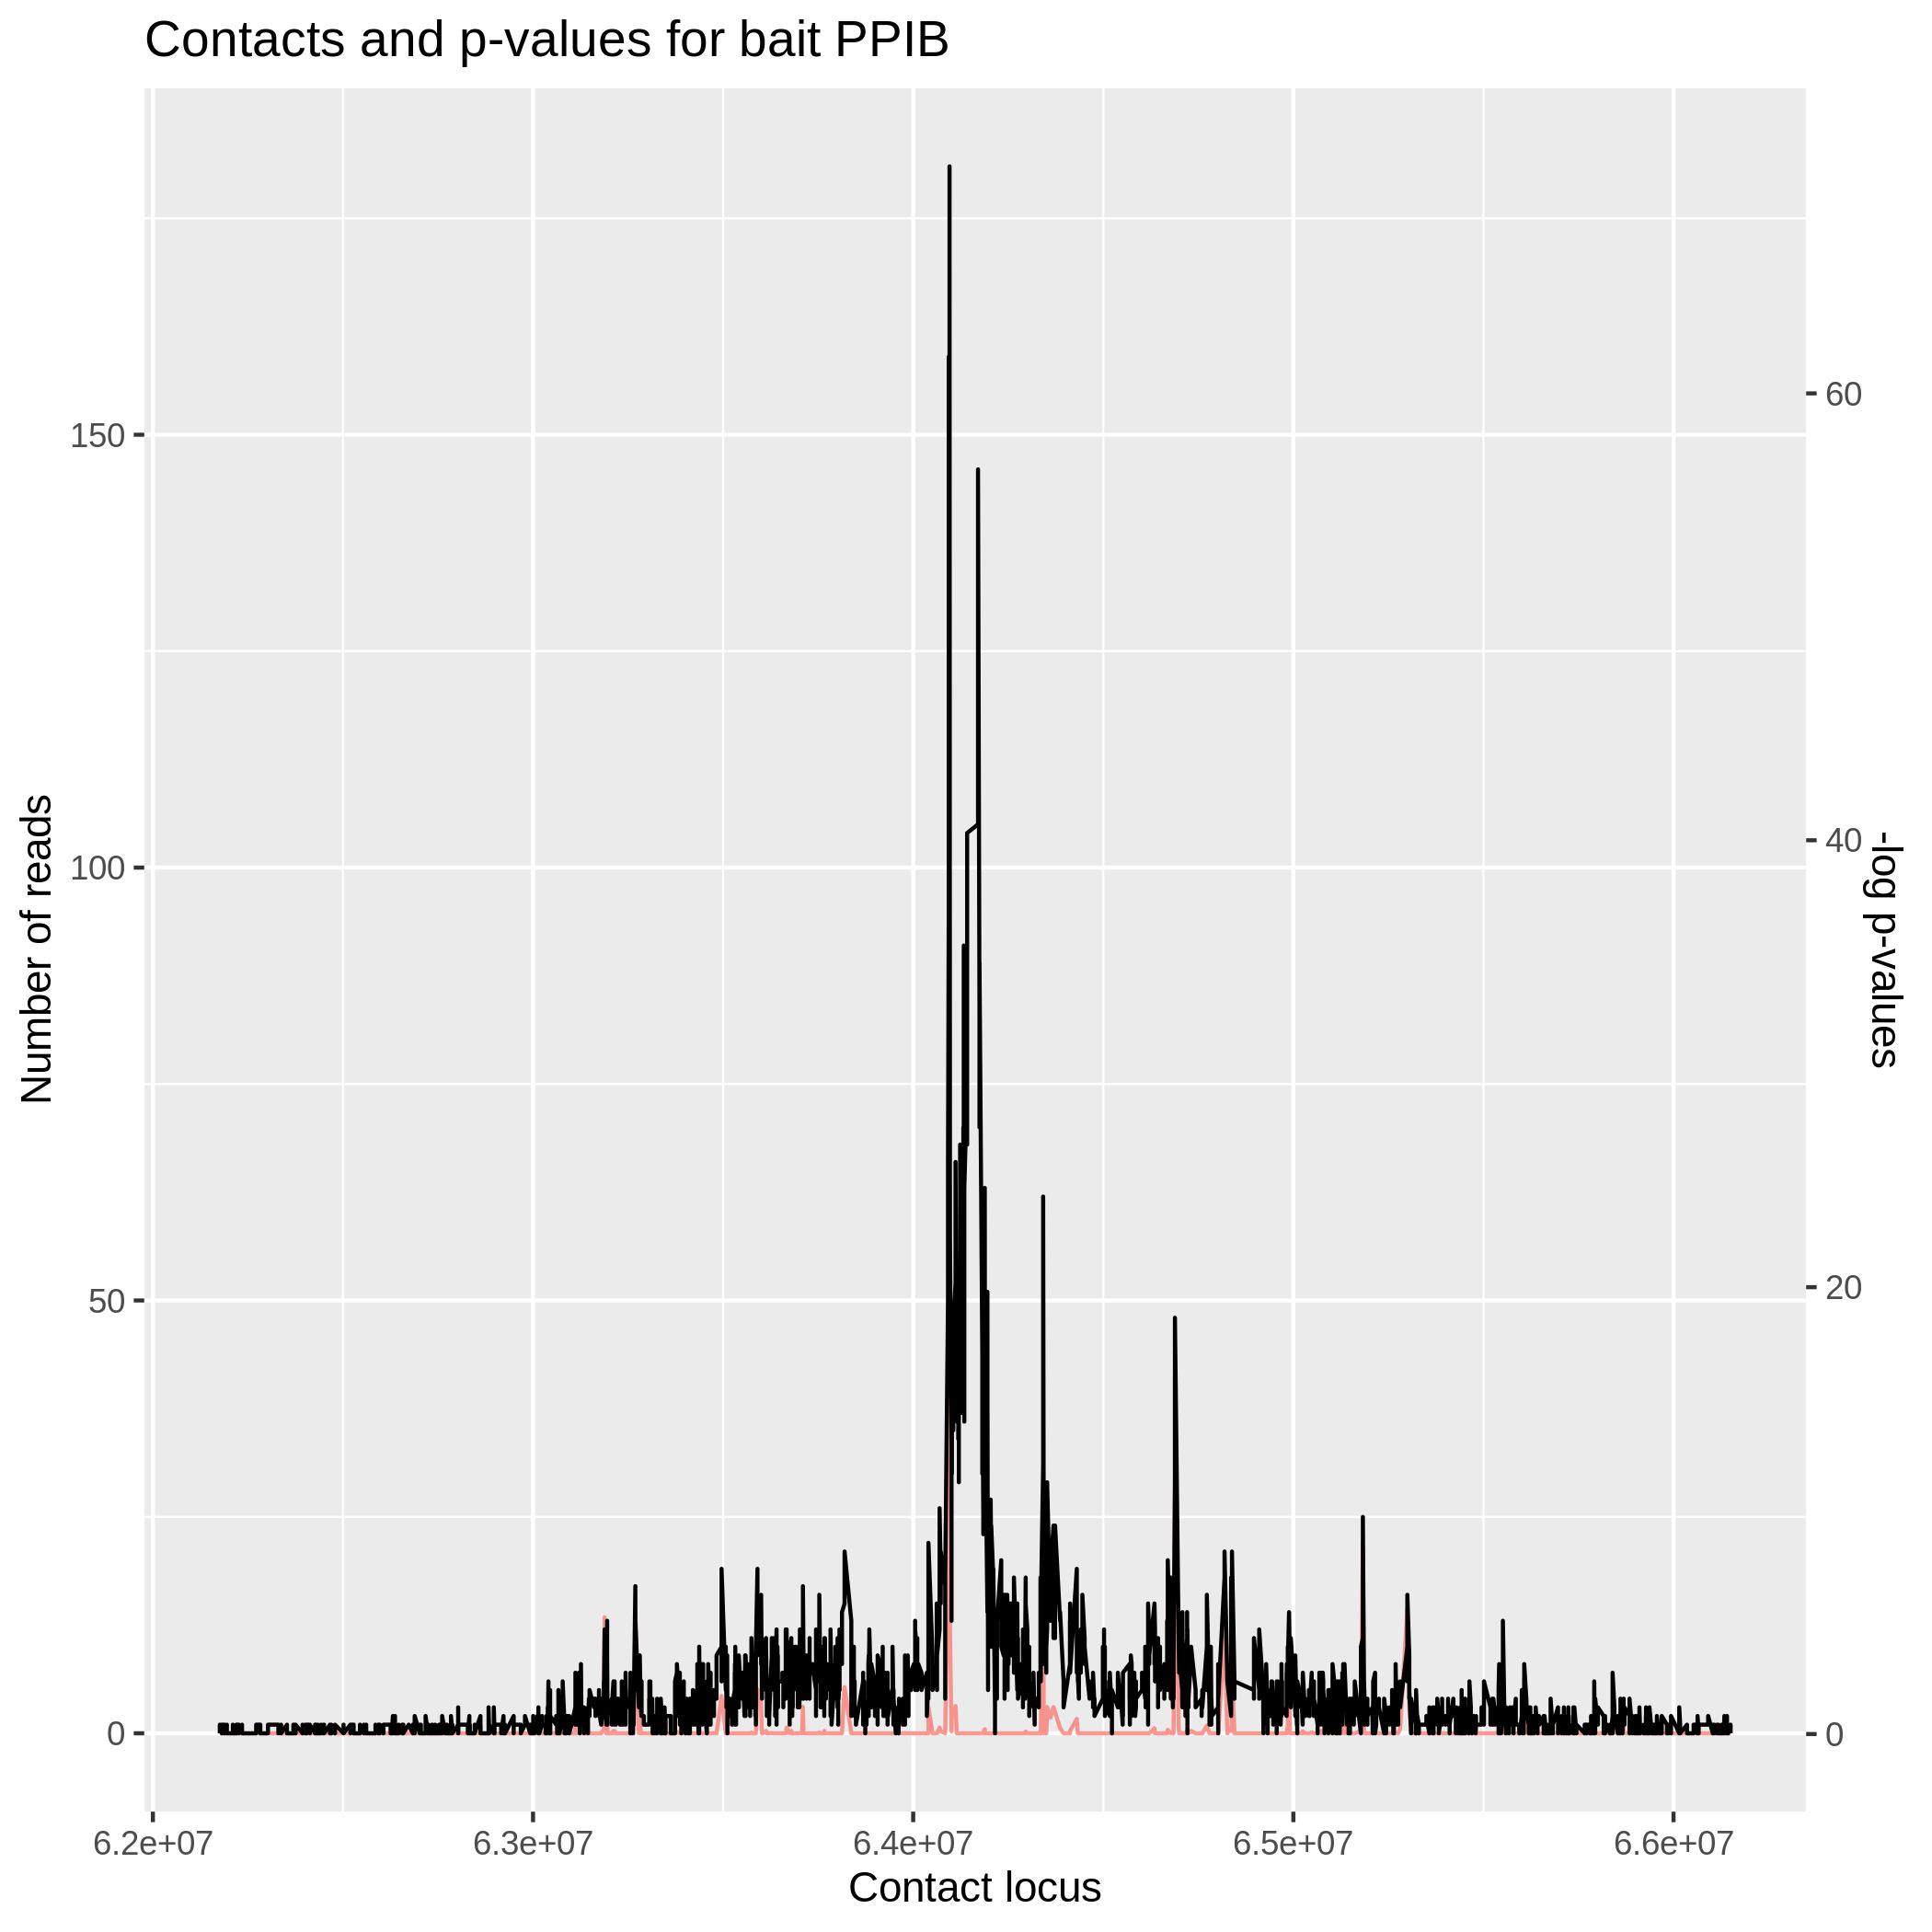 Contacts and p-values for bait PPIB
Number of reads
150
100
50
0
60
40
20
0
-log p-values
6.2e+07
6.3e+07
6.4e+07
6.5e+07
6.6e+07
Contact locus